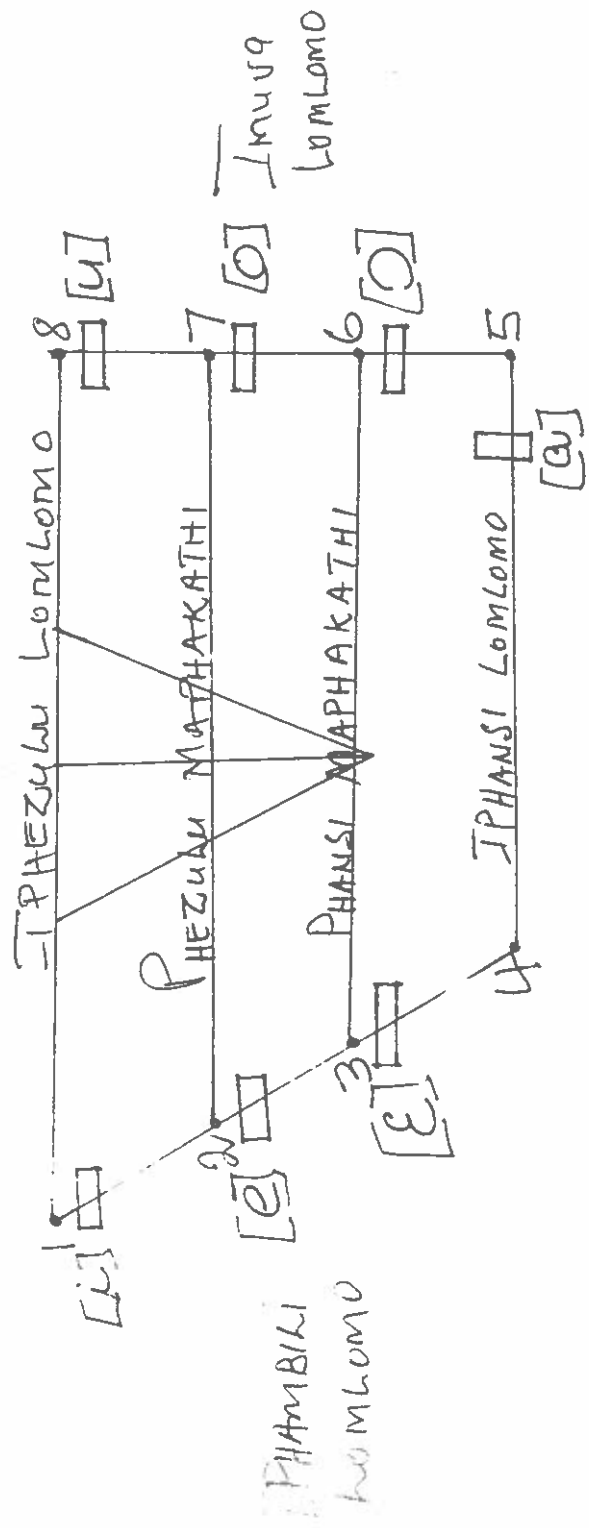 IPHEZULU LOMLOMO
1
8
[i]
[u]
PHEZULU MAPHAKATHI
2
7
[e]
[o]
PHAMBILI
LOMLOMO
IMUVA
LOMLOMO
PHANSI MAPHAKATHI
3
6
[Ɛ]
[Ɔ]
IPHANSI LOMLOMO
4
5
[a]